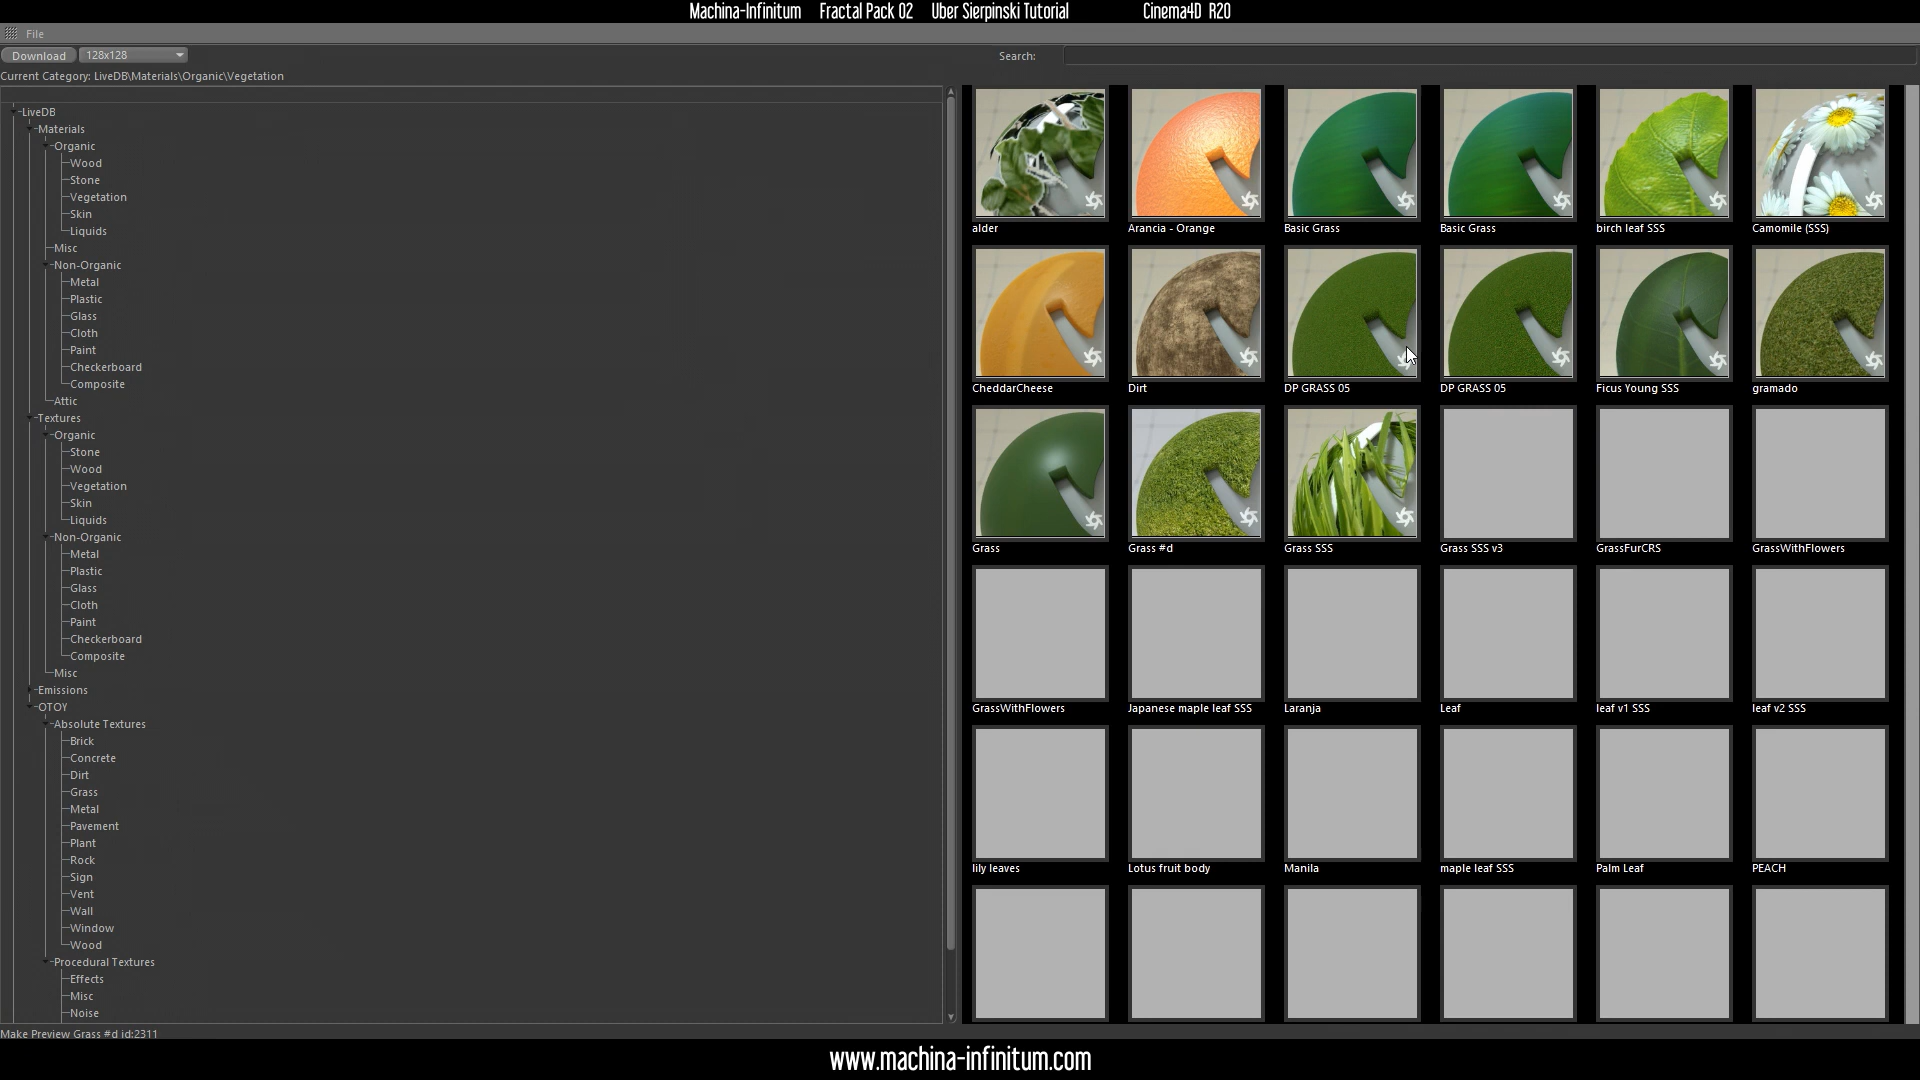 Machina-Infinitum Fractal Pack 02 Uber Sierpinski Tutorial Cinema4D R20
File
Download 128x128 Search:
Current Category: LiveDB\Materials\Organic\Vegetation
LiveDB
Materials
Organic
Wood
Stone
Vegetation
Skin
Liquids
Misc
Non-Organic
Metal
Plastic
Glass
Cloth
Paint
Checkerboard
Composite
Attic
Textures
Organic
Stone
Wood
Vegetation
Skin
Liquids
Non-Organic
Metal
Plastic
Glass
Cloth
Paint
Checkerboard
Composite
Misc
Emissions
OTOY
Absolute Textures
Brick
Concrete
Dirt
Grass
Metal
Pavement
Plant
Rock
Sign
Vent
Wall
Window
Wood
Procedural Textures
Effects
Misc
Noise
alder Arancia - Orange Basic Grass Basic Grass birch leaf SSS Camomile (SSS)
CheddarCheese Dirt DP GRASS 05 DP GRASS 05 Ficus Young SSS gramado
Grass Grass #d Grass SSS Grass SSS v3 GrassFurCRS GrassWithFlowers
GrassWithFlowers Japanese maple leaf SSS Laranja Leaf leaf v1 SSS leaf v2 SSS
lily leaves Lotus fruit body Manila maple leaf SSS Palm Leaf PEACH
Make Preview Grass #d id:2311
www.machina-infinitum.com